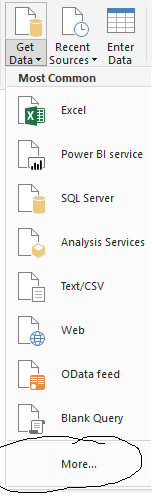 Get Data
Recent Sources
Enter Data
Most Common
Excel
Power BI service
SQL Server
Analysis Services
Text/CSV
Web
OData feed
Blank Query
More...